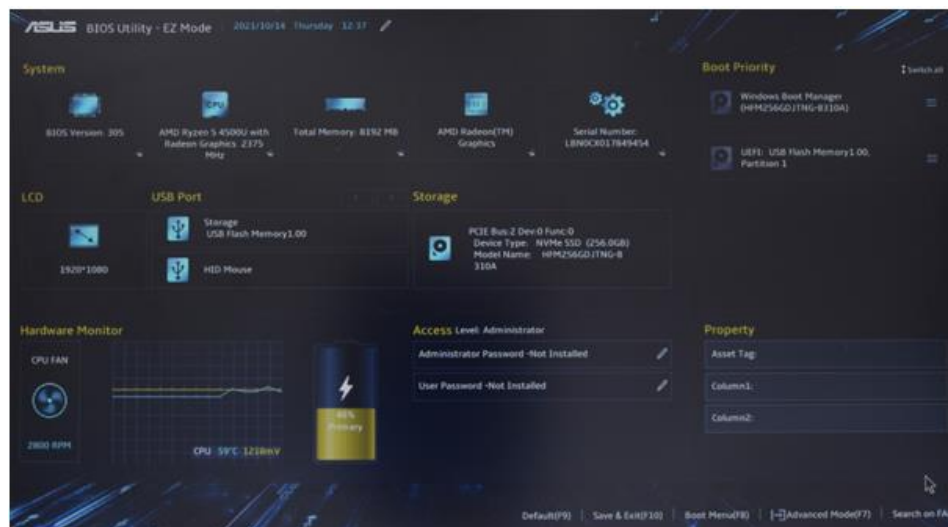 ASUS BIOS Utility - EZ Mode 2021/10/14 Thursday 12:37
System
BIOS Version: 305
AMD Ryzen 5 4500U with
Radeon Graphics 2375
MHz
Total Memory: 8192 MB
AMD Radeon(TM)
Graphics
Serial Number:
LBN0CX017849454
Boot Priority
Switch all
Windows Boot Manager
(HFM256GDJTNG-8310A)
UEFI: USB Flash Memory1.00,
Partition 1
LCD
1920*1080
USB Port
Storage
USB Flash Memory1.00
HID Mouse
Storage
PCIE Bus:2 Dev:0 Func:0
Device Type: NVMe SSD (256.0GB)
Model Name: HFM256GDJTNG-8
310A
Hardware Monitor
CPU FAN
2800 RPM
CPU 59°C 1218mV
Primary
Access Level: Administrator
Administrator Password -Not Installed
User Password -Not Installed
Property
Asset Tag:
Column1:
Column2:
Default(F9) | Save & Exit(F10) | Boot Menu(F8) | Advanced Mode(F7) | Search on FA